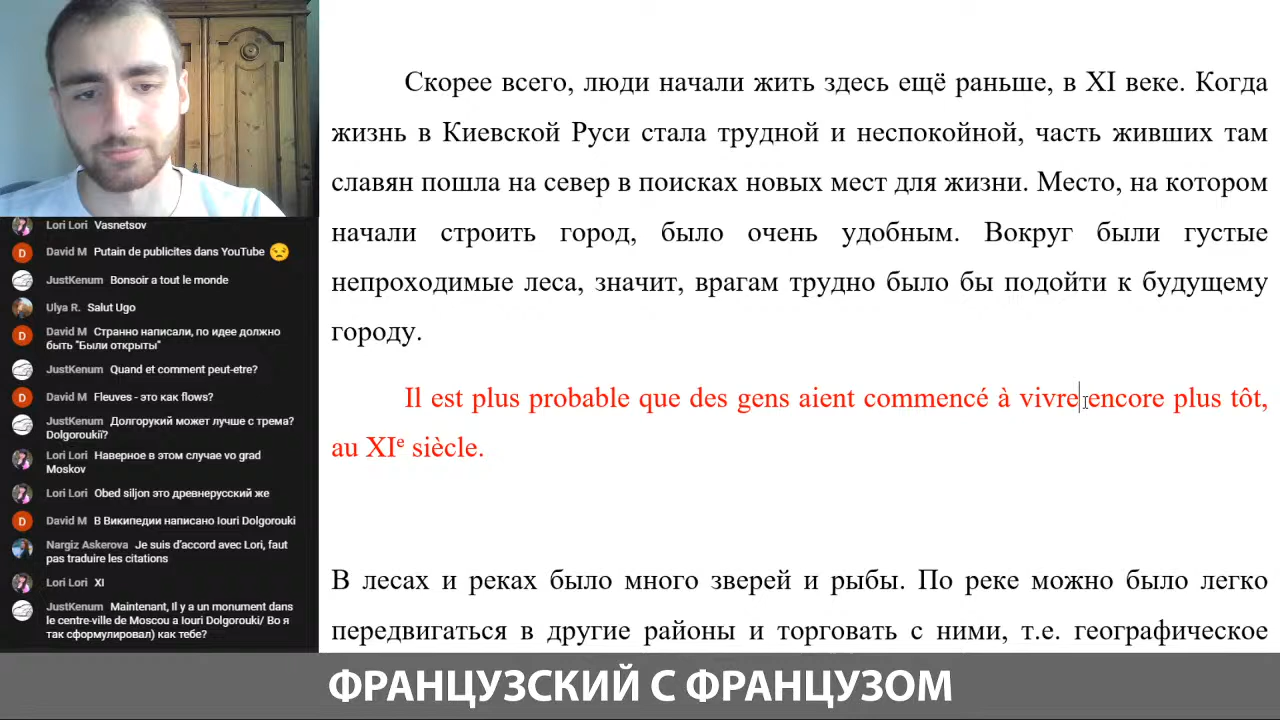 Скорее всего, люди начали жить здесь ещё раньше, в XI веке. Когда
жизнь в Киевской Руси стала трудной и неспокойной, часть живших там
славян пошла на север в поисках новых мест для жизни. Место, на котором
начали строить город, было очень удобным. Вокруг были густые
непроходимые леса, значит, врагам трудно было бы подойти к будущему
городу.
Il est plus probable que des gens aient commencé à vivre encore plus tôt,
au XIe siècle.
В лесах и реках было много зверей и рыбы. По реке можно было легко
передвигаться в другие районы и торговать с ними, т.е. географическое
Lori Lori Vasnetsov
D David M Putain de publicites dans YouTube 😒
JustKenum Bonsoir a tout le monde
Ulya R. Salut Ugo
D David M Странно написали, по идее должно
быть "Были открыты"
JustKenum Quand et comment peut-etre?
D David M Fleuves - это как flows?
JustKenum Долгорукий может лучше с трема?
Dolgoroukiï?
Lori Lori Наверное в этом случае vo grad
Moskov
Lori Lori Obed siljon это древнерусский же
D David M В Википедии написано Iouri Dolgorouki
Nargiz Askerova Je suis d'accord avec Lori, faut
pas traduire les citations
Lori Lori XI
JustKenum Maintenant, Il y a un monument dans
le centre-ville de Moscou a Iouri Dolgorouki/ Во я
так сформулировал) как тебе?
ФРАНЦУЗСКИЙ С ФРАНЦУЗОМ